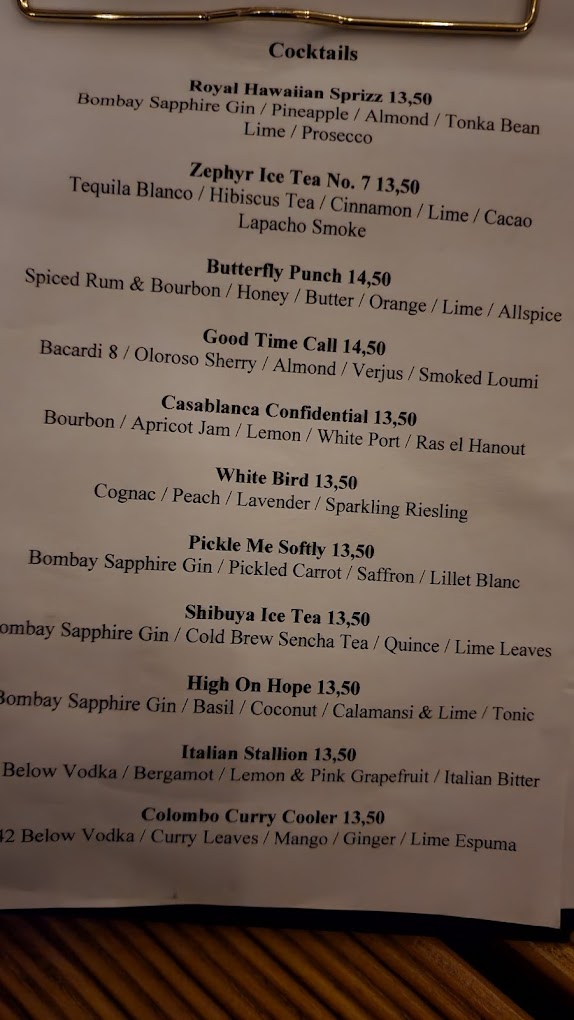 Cocktails
Royal Hawaiian Sprizz 13,50
Bombay Sapphire Gin / Pineapple / Almond / Tonka Bean
Lime / Prosecco
Zephyr Ice Tea No. 7 13,50
Tequila Blanco / Hibiscus Tea / Cinnamon / Lime / Cacao
Lapacho Smoke
Butterfly Punch 14,50
Spiced Rum & Bourbon / Honey / Butter / Orange / Lime / Allspice
Good Time Call 14,50
Bacardi 8 / Oloroso Sherry / Almond / Verjus / Smoked Loumi
Casablanca Confidential 13,50
Bourbon / Apricot Jam / Lemon / White Port / Ras el Hanout
White Bird 13,50
Cognac / Peach / Lavender / Sparkling Riesling
Pickle Me Softly 13,50
Bombay Sapphire Gin / Pickled Carrot / Saffron / Lillet Blanc
Shibuya Ice Tea 13,50
ombay Sapphire Gin / Cold Brew Sencha Tea / Quince / Lime Leaves
High On Hope 13,50
Bombay Sapphire Gin / Basil / Coconut / Calamansi & Lime / Tonic
Italian Stallion 13,50
Below Vodka / Bergamot / Lemon & Pink Grapefruit / Italian Bitter
Colombo Curry Cooler 13,50
42 Below Vodka / Curry Leaves / Mango / Ginger / Lime Espuma